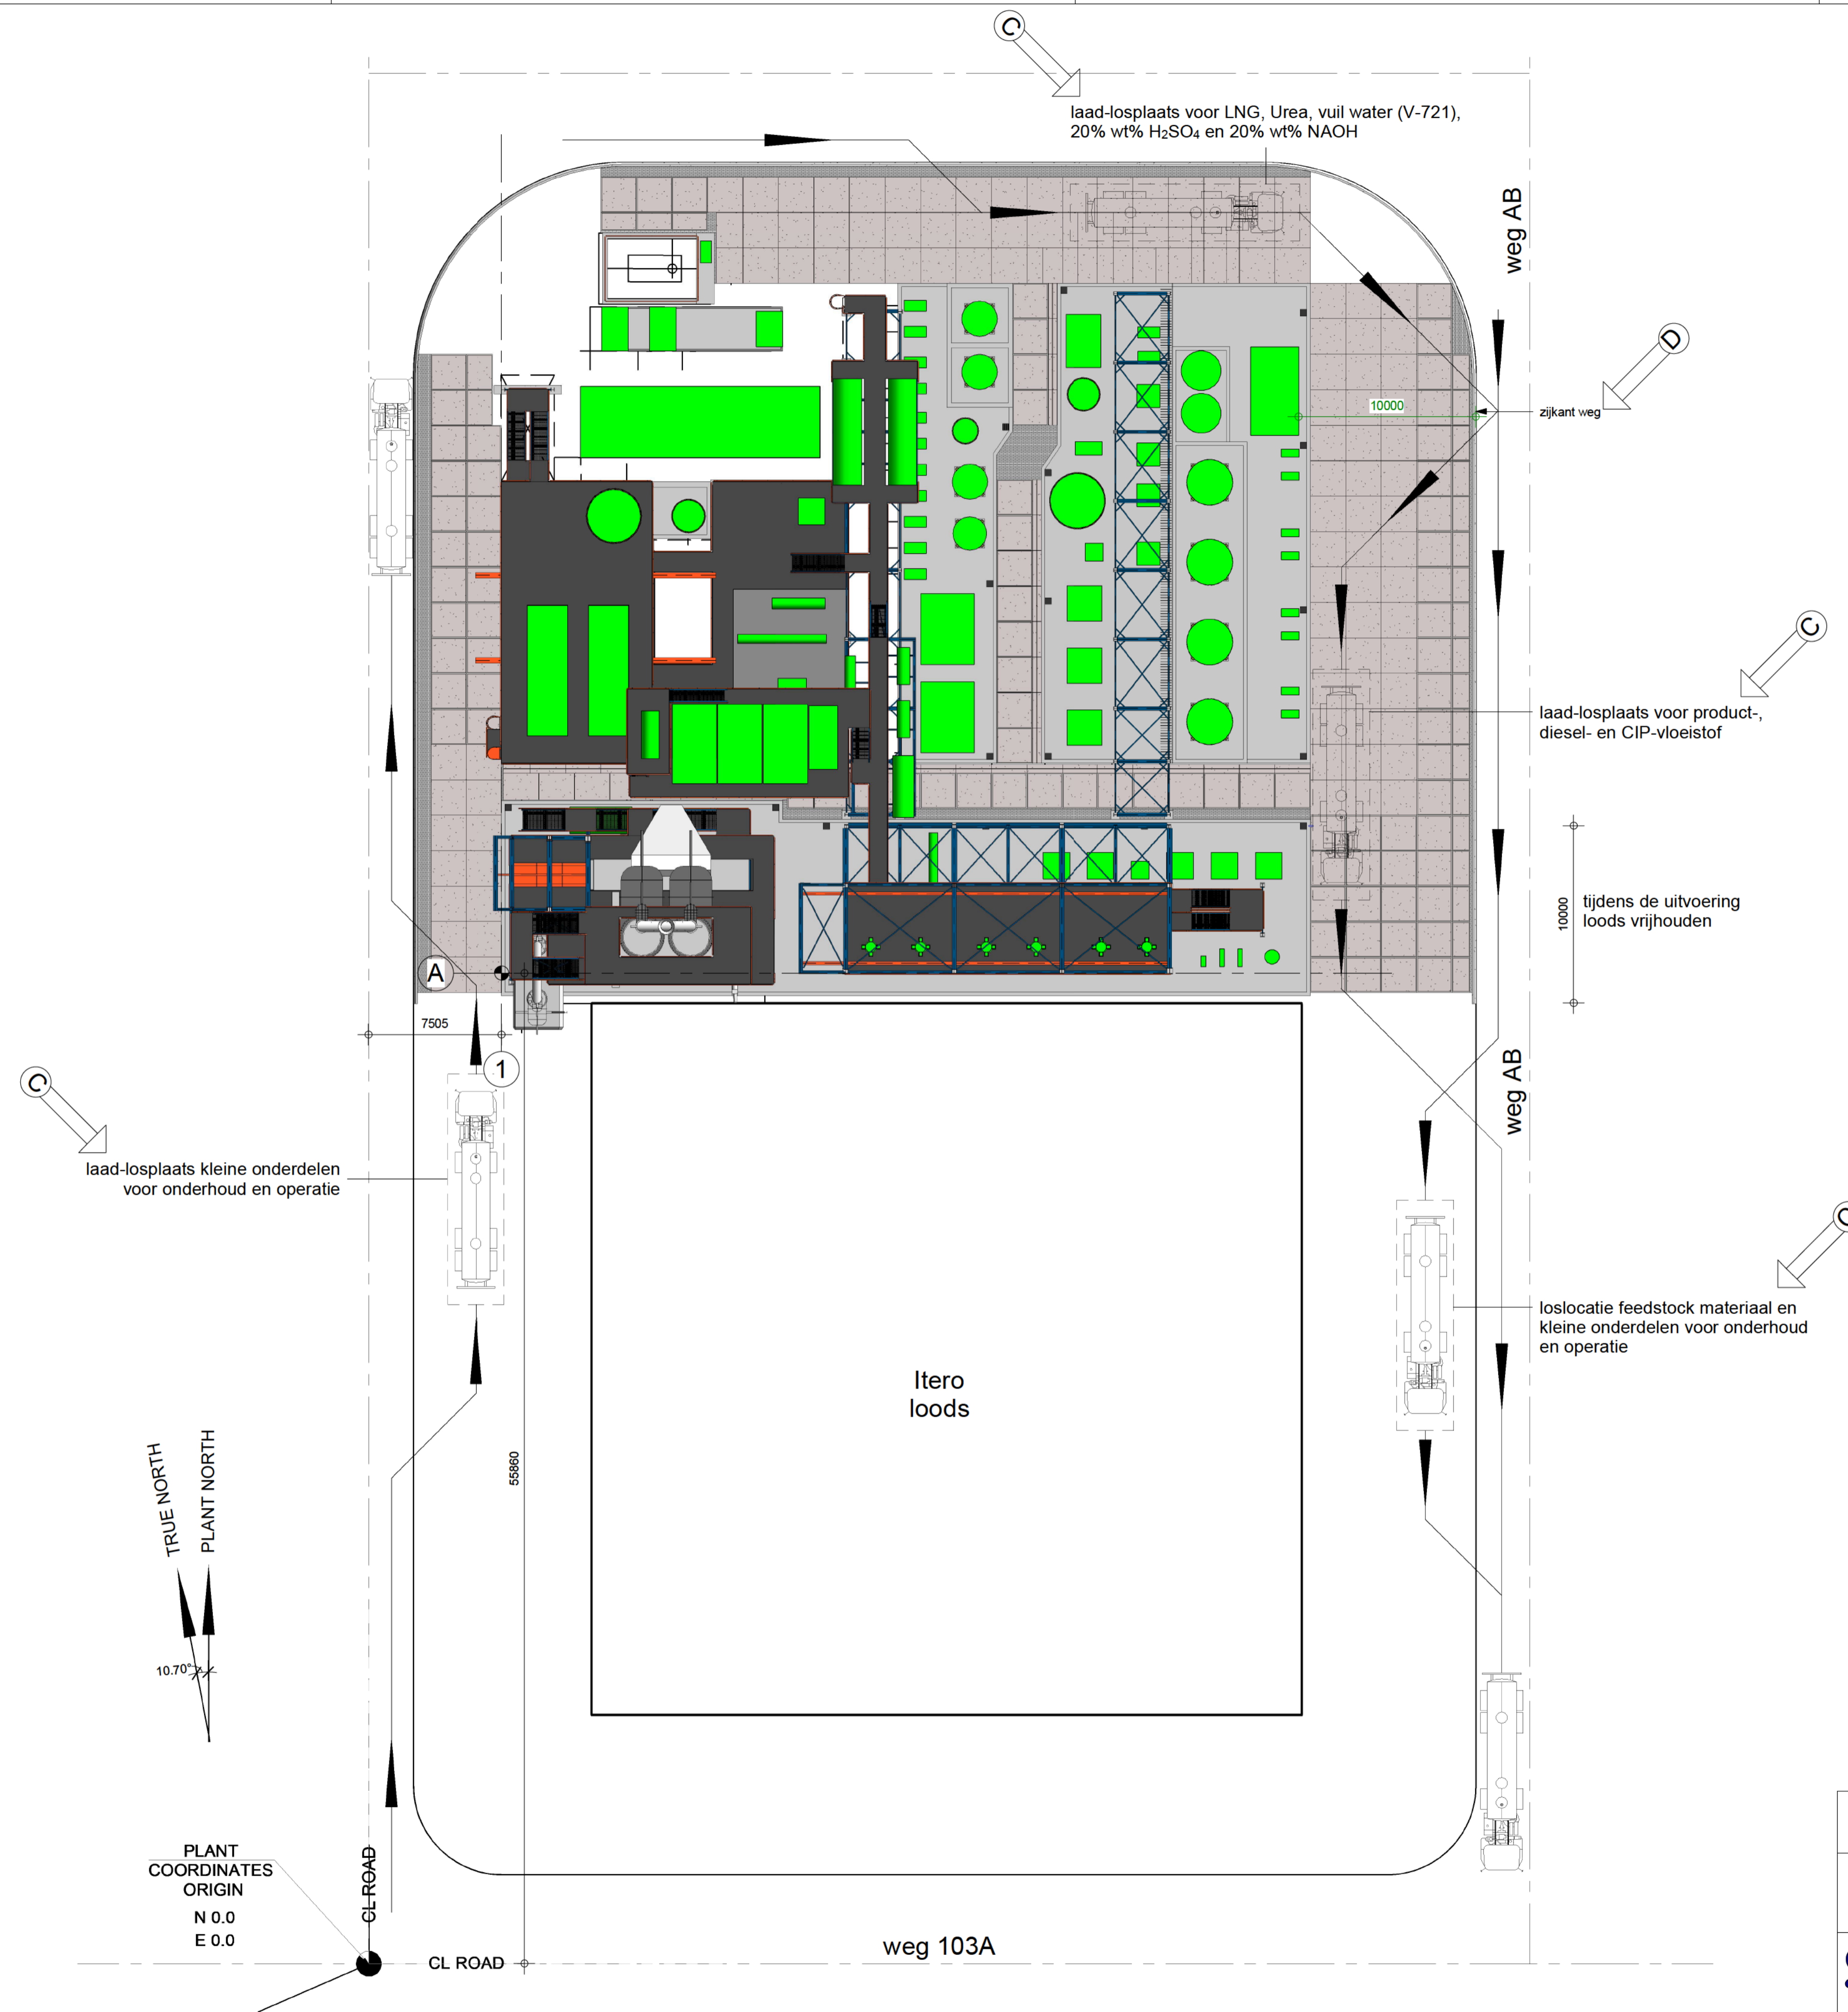 C
laad-losplaats voor LNG, Urea, vuil water (V-721),
20% wt% H₂SO₄ en 20% wt% NAOH
weg AB
D
10000
zijkant weg
C
laad-losplaats voor product-,
diesel- en CIP-vloeistof
10000
tijdens de uitvoering
loods vrijhouden
A
7505
1
weg AB
C
laad-losplaats kleine onderdelen
voor onderhoud en operatie
C
loslocatie feedstock materiaal en
kleine onderdelen voor onderhoud
en operatie
Itero
loods
55860
TRUE NORTH
PLANT NORTH
10.70°
PLANT
COORDINATES
ORIGIN
N 0.0
E 0.0
CL ROAD
CL ROAD
weg 103A